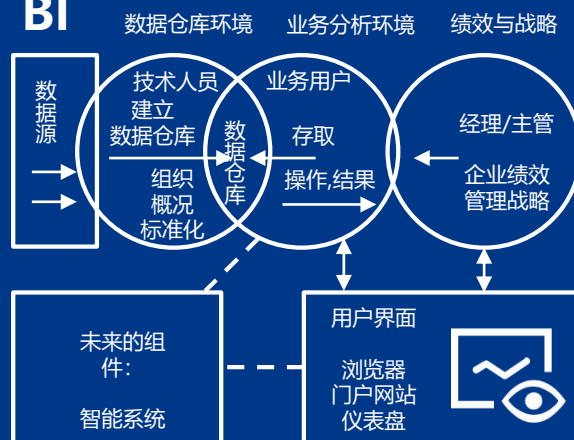 BI
数据仓库环境
业务分析环境
绩效与战略
数据源
技术人员
建立
数据仓库
组织
概况
标准化
数据仓库
业务用户
存取
操作,结果
经理/主管
企业绩效
管理战略
未来的组
件:
智能系统
用户界面
浏览器
门户网站
仪表盘